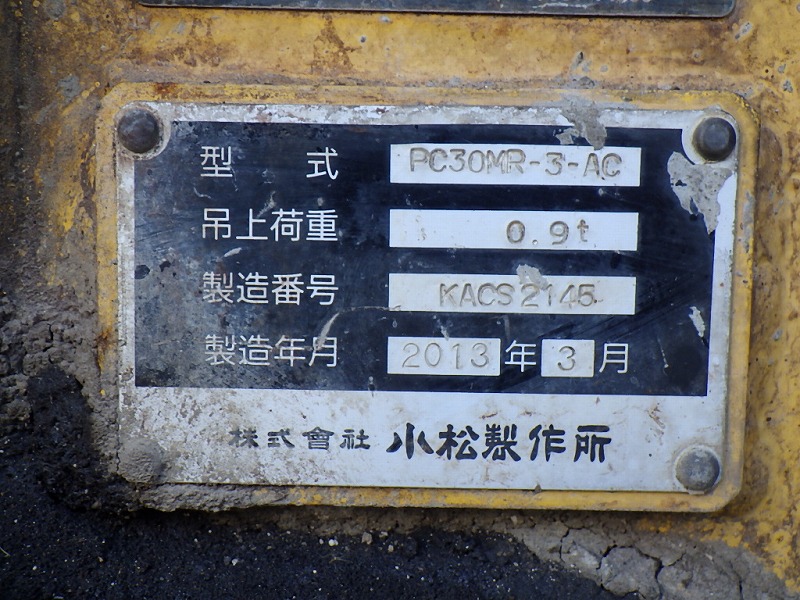 型式 PC30MR-3-AC
吊上荷重 0.9t
製造番号 KACS2145
製造年月 2013年3月
株式會社 小松製作所